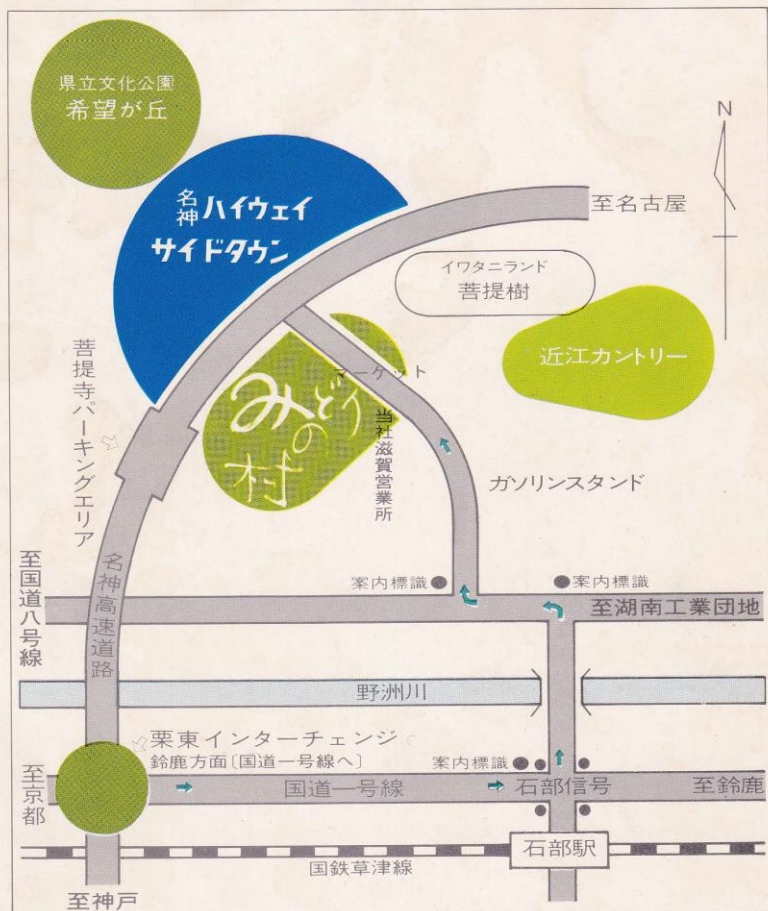 県立文化公園
希望が丘
N
名神ハイウェイ
サイドタウン
至名古屋
イワタニランド
菩提樹
近江カントリー
マーケット
みどりの村
当社滋賀営業所
菩提寺パーキングエリア
ガソリンスタンド
至国道八号線
名神高速道路
案内標識
案内標識
至湖南工業団地
野洲川
栗東インターチェンジ
鈴鹿方面〔国道一号線へ〕
案内標識
至京都
国道一号線
石部信号
至鈴鹿
石部駅
国鉄草津線
至神戸